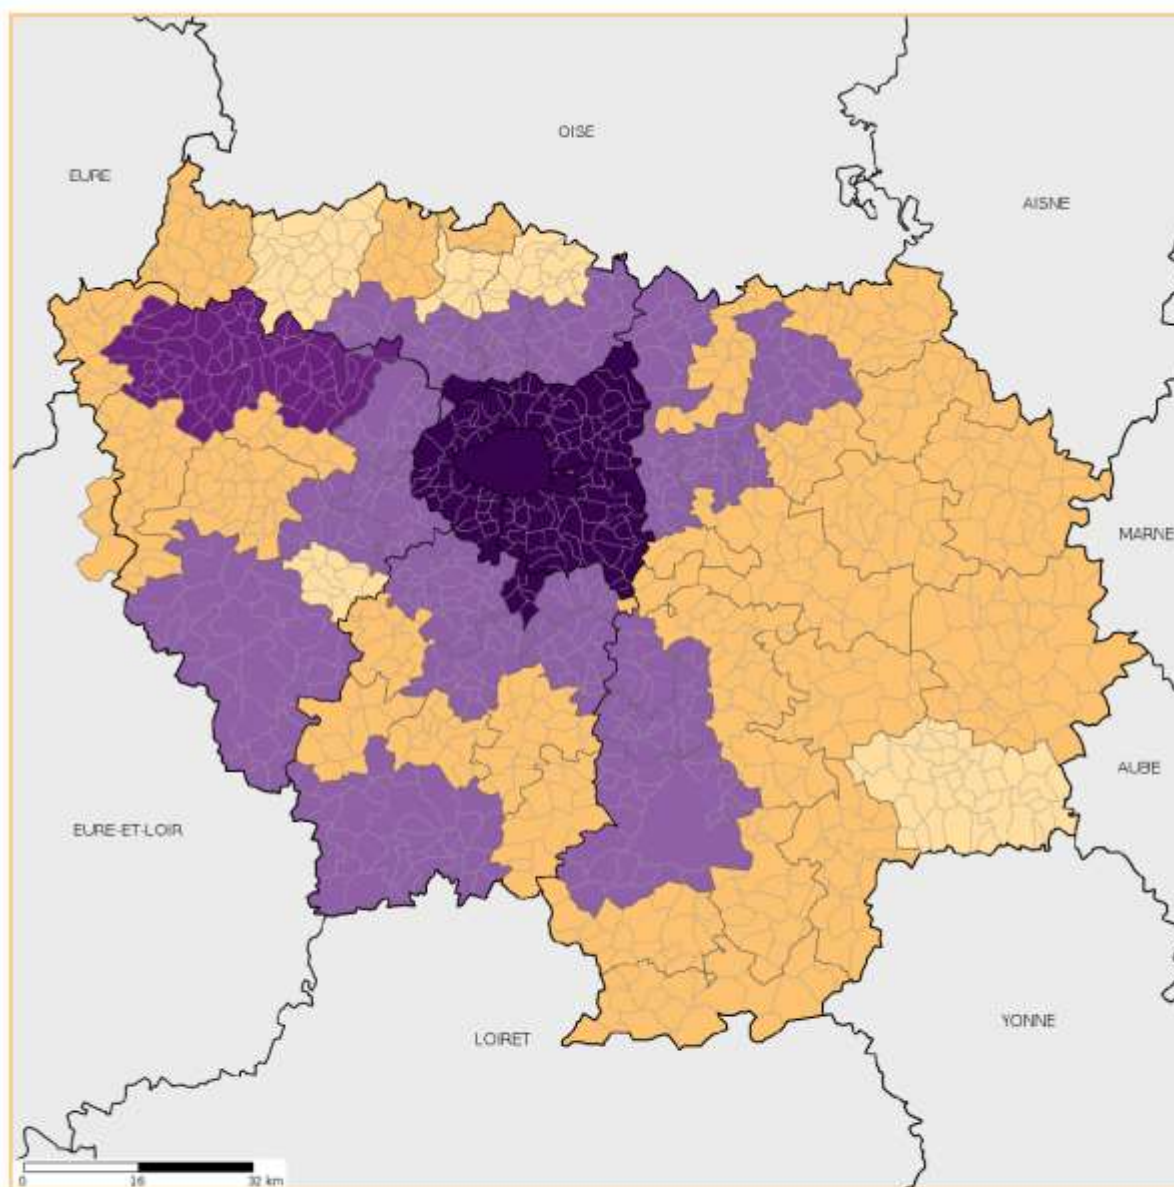 OISE
EURE
AISNE
MARNE
AUBE
EURE-ET-LOIR
YONNE
LOIRET
0 16 32 km